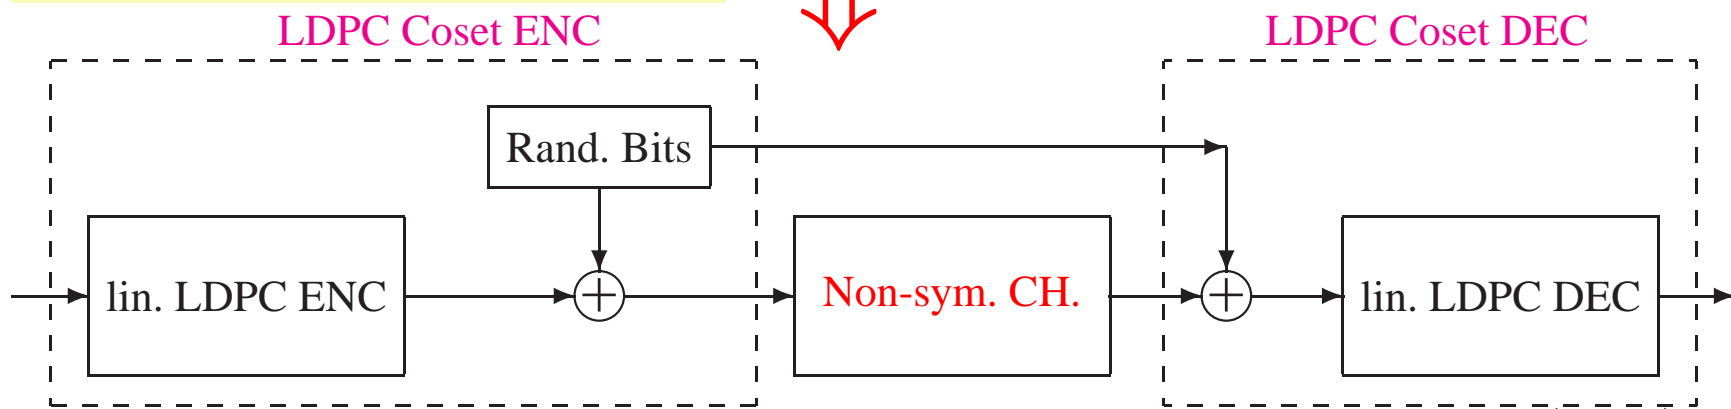 LDPC Coset ENC
LDPC Coset DEC
Rand. Bits
lin. LDPC ENC
Non-sym. CH.
lin. LDPC DEC